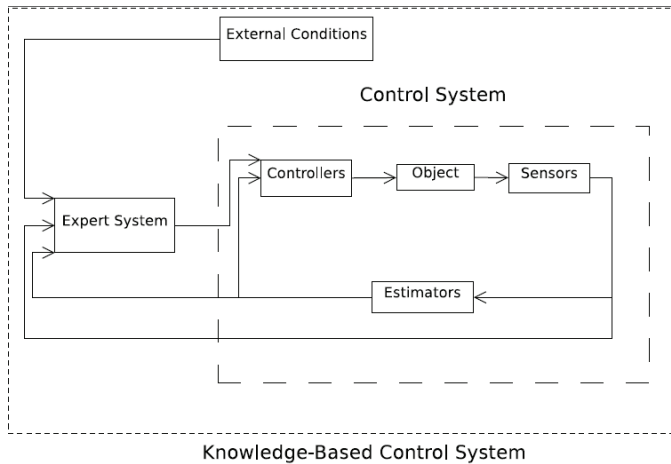 External Conditions
Control System
Controllers
Object
Sensors
Expert System
Estimators
Knowledge-Based Control System